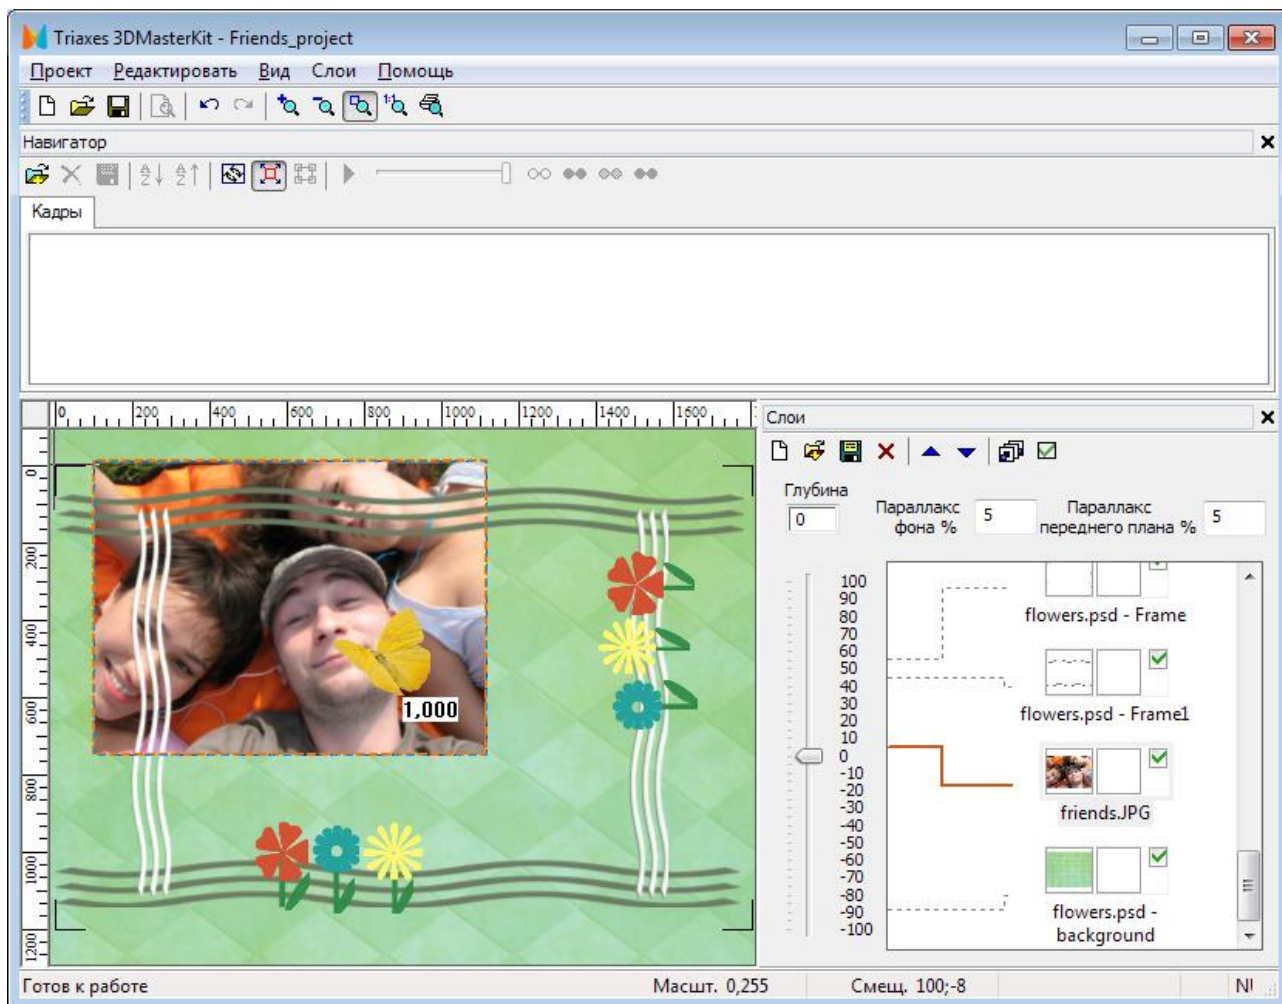 Triaxes 3DMasterKit - Friends_project
Проект Редактировать Вид Слои Помощь
1:1
Навигатор
Кадры
0 200 400 600 800 1000 1200 1400 1600
Слои
Глубина
0
Параллакс
фона %
5
Параллакс
переднего плана %
5
0
200
400
600
800
1000
1200
1,000
100
90
80
70
60
50
40
30
20
10
0
-10
-20
-30
-40
-50
-60
-70
-80
-90
-100
flowers.psd - Frame
flowers.psd - Frame1
friends.JPG
flowers.psd -
background
Готов к работе
Масшт. 0,255
Смещ. 100;-8